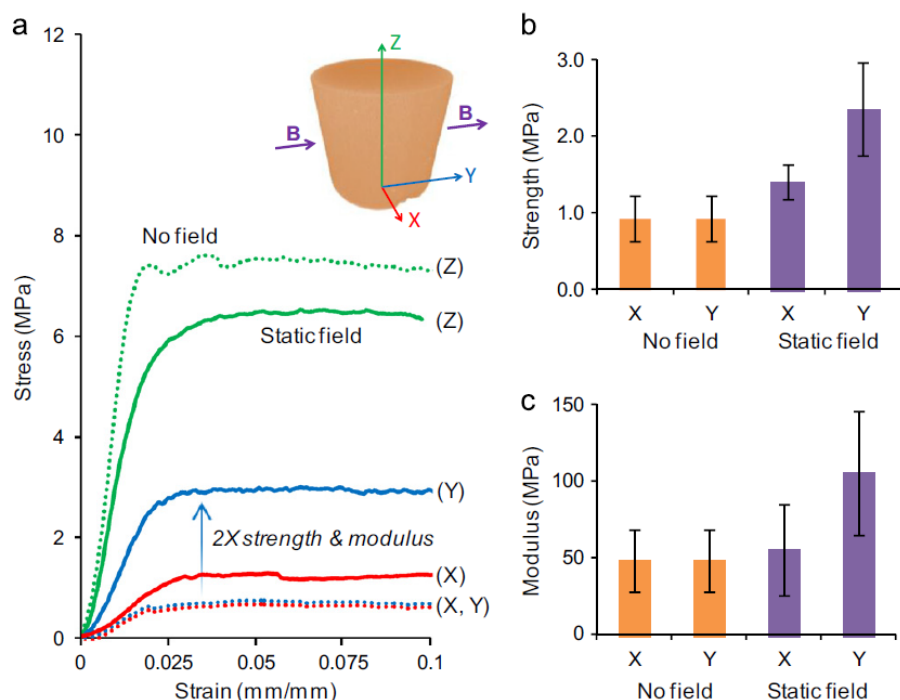 a
Stress (MPa)
12
10
8
6
4
2
0
0
0.025
0.05
0.075
0.1
Strain (mm/mm)
Z
B
B
Y
X
No field
(Z)
(Z)
Static field
(Y)
2X strength & modulus
(X)
(X, Y)
b
Strength (MPa)
3.0
2.0
1.0
0.0
X Y X Y
No field Static field
c
Modulus (MPa)
150
100
50
0
X Y X Y
No field Static field